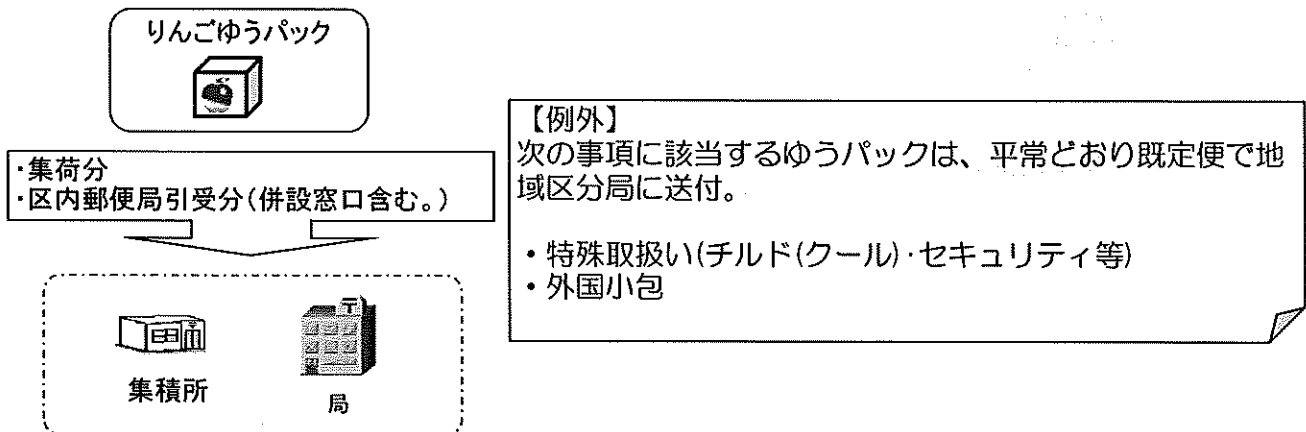 りんごゆうパック
・集荷分
・区内郵便局引受分(併設窓口含む。)
集積所
〒
局
【例外】
次の事項に該当するゆうパックは、平常どおり既定便で地
域区分局に送付。
・特殊取扱い(チルド(クール)・セキュリティ等)
・外国小包